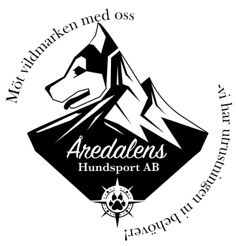 Möt vildmarken med oss
-vi har utrustningen ni behöver!
Åredalens
Hundsport AB